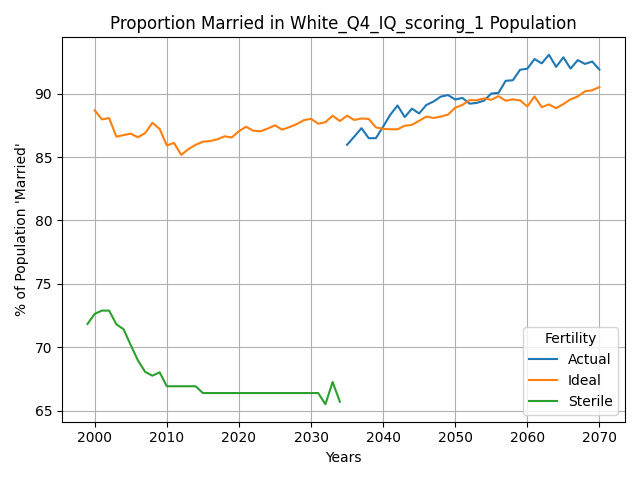 Proportion Married in White_Q4_IQ_scoring_1 Population
% of Population 'Married'
90
85
80
75
70
65
2000 2010 2020 2030 2040 2050 2060 2070
Years
Fertility
Actual
Ideal
Sterile